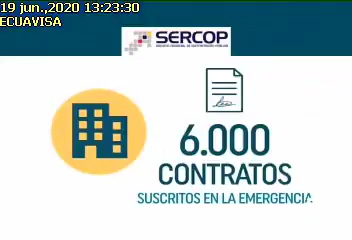 19 jun.,2020 13:23:30
ECUAVISA
SERCOP
6.000
CONTRATOS
SUSCRITOS EN LA EMERGENCIA